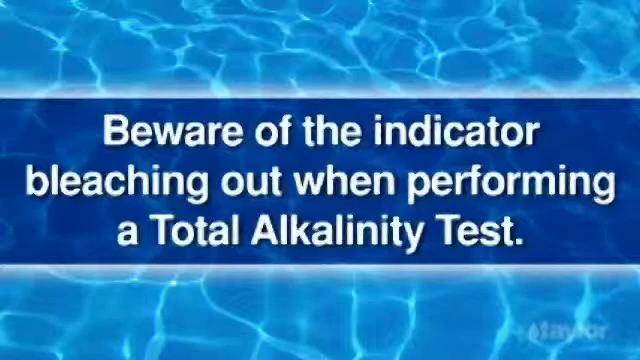 Beware of the indicator
bleaching out when performing
a Total Alkalinity Test.
taylor